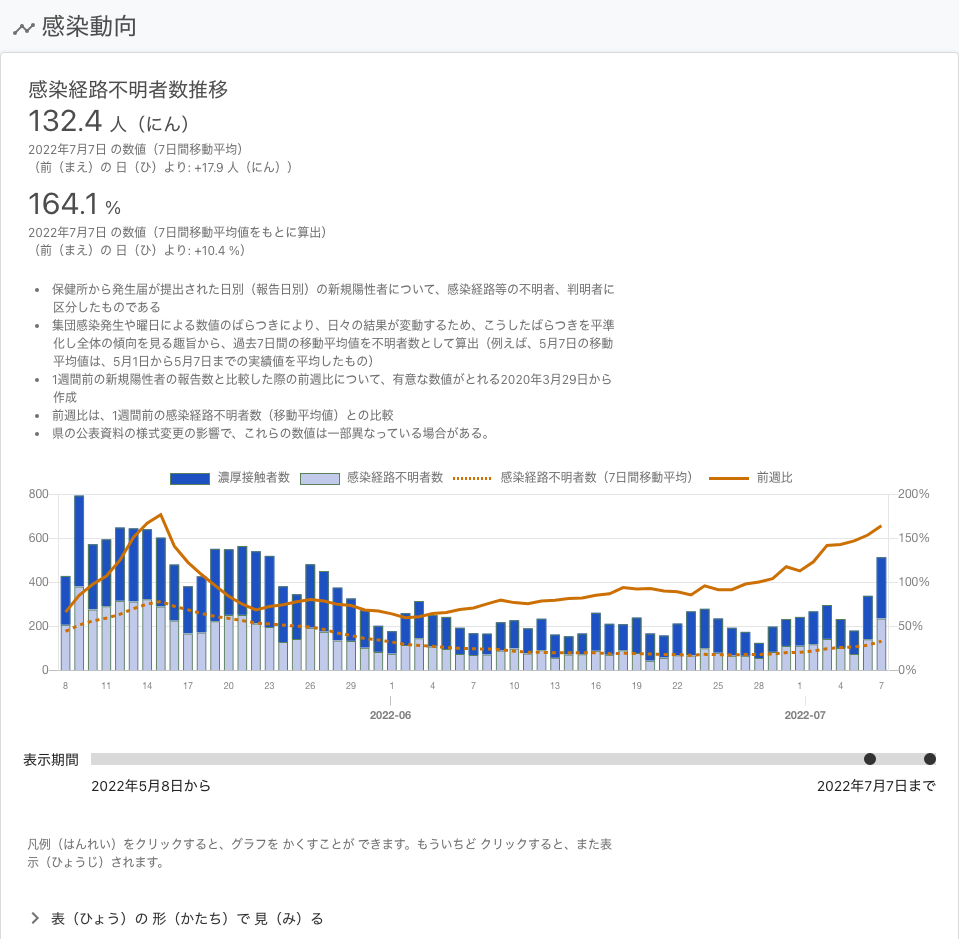 感染動向
感染経路不明者数推移
132.4 人（にん）
2022年7月7日 の数値（7日間移動平均）
（前（まえ）の 日（ひ）より: +17.9 人（にん））
164.1 %
2022年7月7日 の数値（7日間移動平均値をもとに算出）
（前（まえ）の 日（ひ）より: +10.4 %）
• 保健所から発生届が提出された日別（報告日別）の新規陽性者について、感染経路等の不明者、判明者に
区分したものである
• 集団感染発生や曜日による数値のばらつきにより、日々の結果が変動するため、こうしたばらつきを平準
化し全体の傾向を見る趣旨から、過去7日間の移動平均値を不明者数として算出（例えば、5月7日の移動
平均値は、5月1日から5月7日までの実績値を平均したもの）
• 1週間前の新規陽性者の報告数と比較した際の前週比について、有意な数値がとれる2020年3月29日から
作成
• 前週比は、1週間前の感染経路不明者数（移動平均値）との比較
• 県の公表資料の様式変更の影響で、これらの数値は一部異なっている場合がある。
濃厚接触者数 感染経路不明者数 感染経路不明者数（7日間移動平均） 前週比
800 200%
600 150%
400 100%
200 50%
0 0%
8 11 14 17 20 23 26 29 1 4 7 10 13 16 19 22 25 28 1 4 7
2022-06 2022-07
表示期間
2022年5月8日から 2022年7月7日まで
凡例（はんれい）をクリックすると、グラフを かくすことが できます。もういちど クリックすると、また表
示（ひょうじ）されます。
表（ひょう）の 形（かたち）で 見（み）る